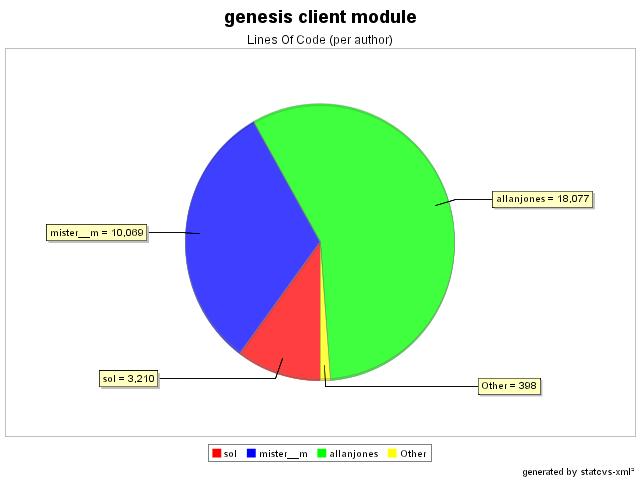 genesis client module
Lines Of Code (per author)
allanjones = 18,077
mister__m = 10,069
sol = 3,210
Other = 398
sol mister__m allanjones Other
generated by statcvs-xml²